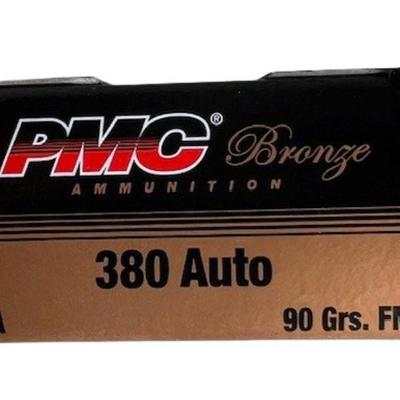 PMC® Bronze
AMMUNITION
380 Auto
90 Grs. FM